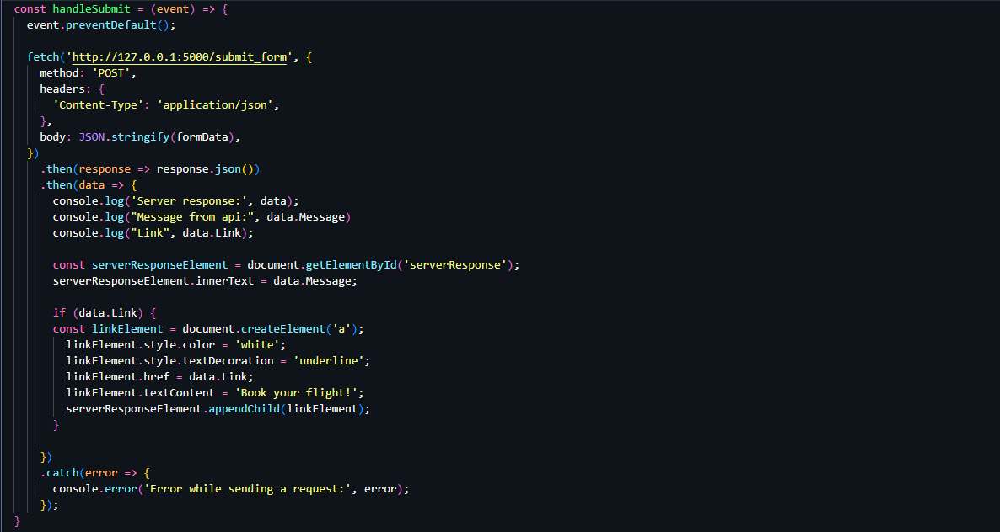 const handleSubmit = (event) => {
event.preventDefault();
fetch('http://127.0.0.1:5000/submit_form', {
method: 'POST',
headers: {
'Content-Type': 'application/json',
},
body: JSON.stringify(formData),
})
.then(response => response.json())
.then(data => {
console.log('Server response:', data);
console.log("Message from api:", data.Message)
console.log("Link", data.Link);
const serverResponseElement = document.getElementById('serverResponse');
serverResponseElement.innerText = data.Message;
if (data.Link) {
const linkElement = document.createElement('a');
linkElement.style.color = 'white';
linkElement.style.textDecoration = 'underline';
linkElement.href = data.Link;
linkElement.textContent = 'Book your flight!';
serverResponseElement.appendChild(linkElement);
}
})
.catch(error => {
console.error('Error while sending a request:', error);
});
}